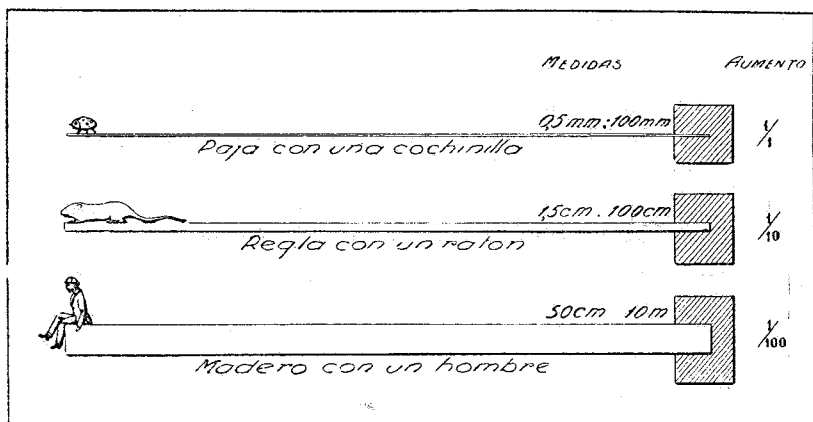 MEDIDAS AUMENTO
0,5mm:100mm 1/1
Paja con una cochinilla
1,5cm . 100cm 1/10
Regla con un raton
50cm 10m 1/100
Madero con un hombre